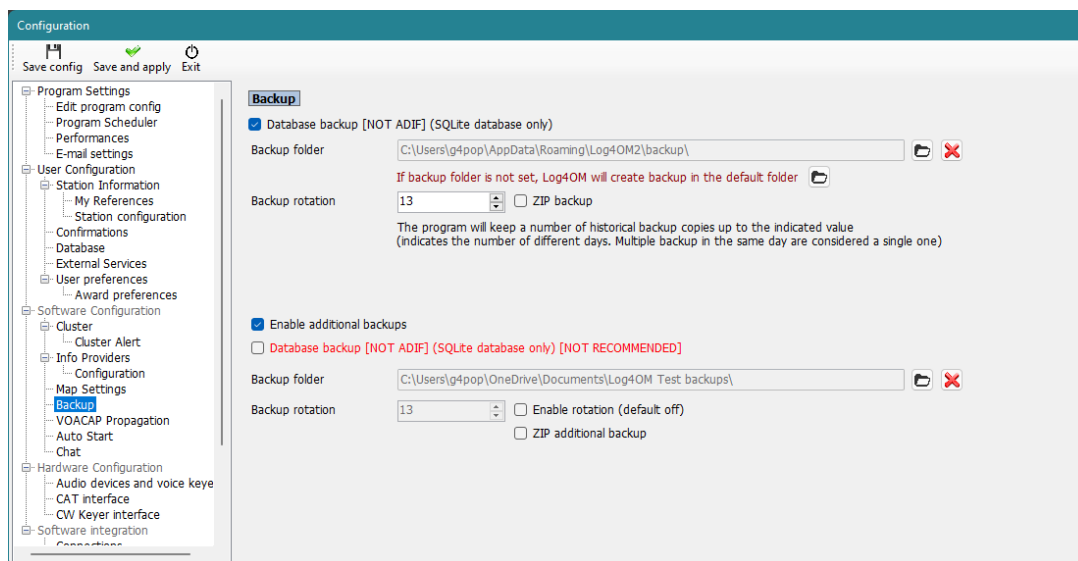 Configuration
Save config Save and apply Exit
Program Settings
Edit program config
Program Scheduler
Performances
E-mail settings
User Configuration
Station Information
My References
Station configuration
Confirmations
Database
External Services
User preferences
Award preferences
Software Configuration
Cluster
Cluster Alert
Info Providers
Configuration
Map Settings
Backup
VOACAP Propagation
Auto Start
Chat
Hardware Configuration
Audio devices and voice keye
CAT interface
CW Keyer interface
Software integration
Connections
Backup
Database backup [NOT ADIF] (SQLite database only)
Backup folder C:\Users\g4pop\AppData\Roaming\Log4OM2\backup\
If backup folder is not set, Log4OM will create backup in the default folder
Backup rotation 13 ZIP backup
The program will keep a number of historical backup copies up to the indicated value
(indicates the number of different days. Multiple backup in the same day are considered a single one)
Enable additional backups
Database backup [NOT ADIF] (SQLite database only) [NOT RECOMMENDED]
Backup folder C:\Users\g4pop\OneDrive\Documents\Log4OM Test backups\
Backup rotation 13 Enable rotation (default off)
ZIP additional backup